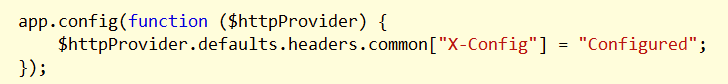 app.config(function ($httpProvider) {
    $httpProvider.defaults.headers.common["X-Config"] = "Configured";
});